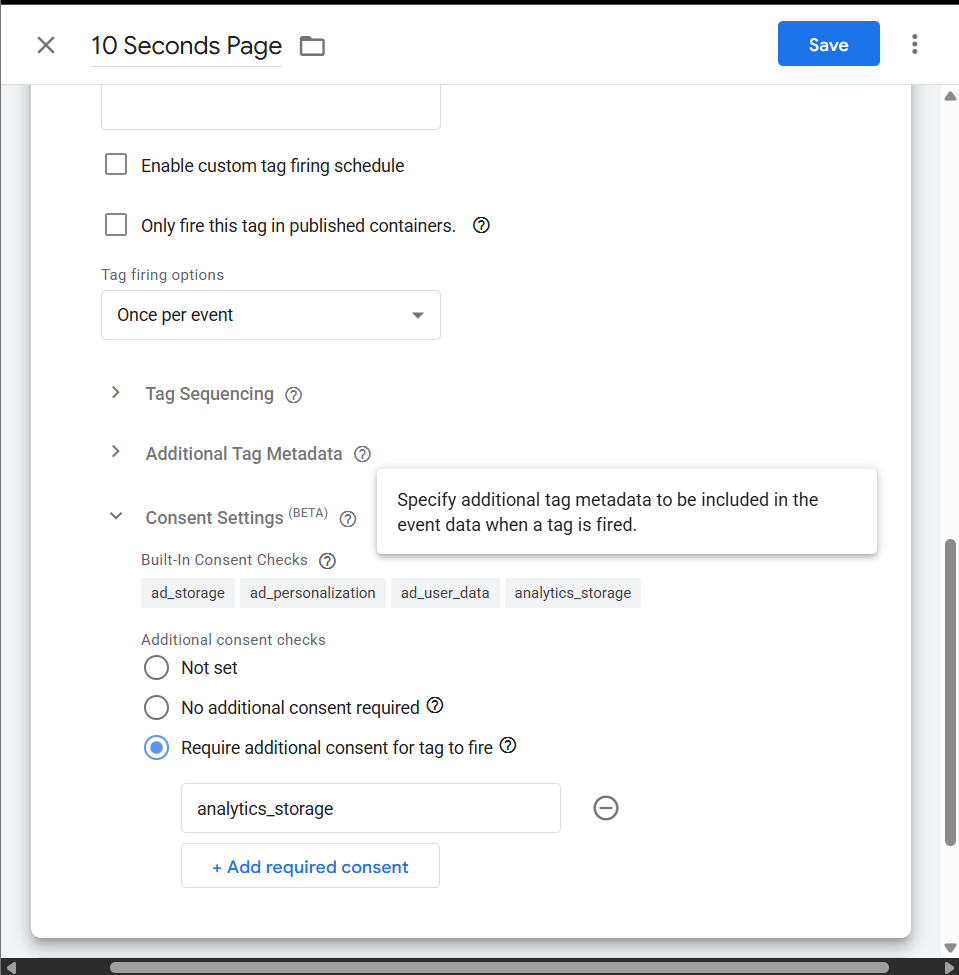 10 Seconds Page
Save
Enable custom tag firing schedule
Only fire this tag in published containers.
Tag firing options
Once per event
Tag Sequencing
Additional Tag Metadata
Specify additional tag metadata to be included in the
event data when a tag is fired.
Consent Settings (BETA)
Built-In Consent Checks
ad_storage ad_personalization ad_user_data analytics_storage
Additional consent checks
Not set
No additional consent required
Require additional consent for tag to fire
analytics_storage
+ Add required consent